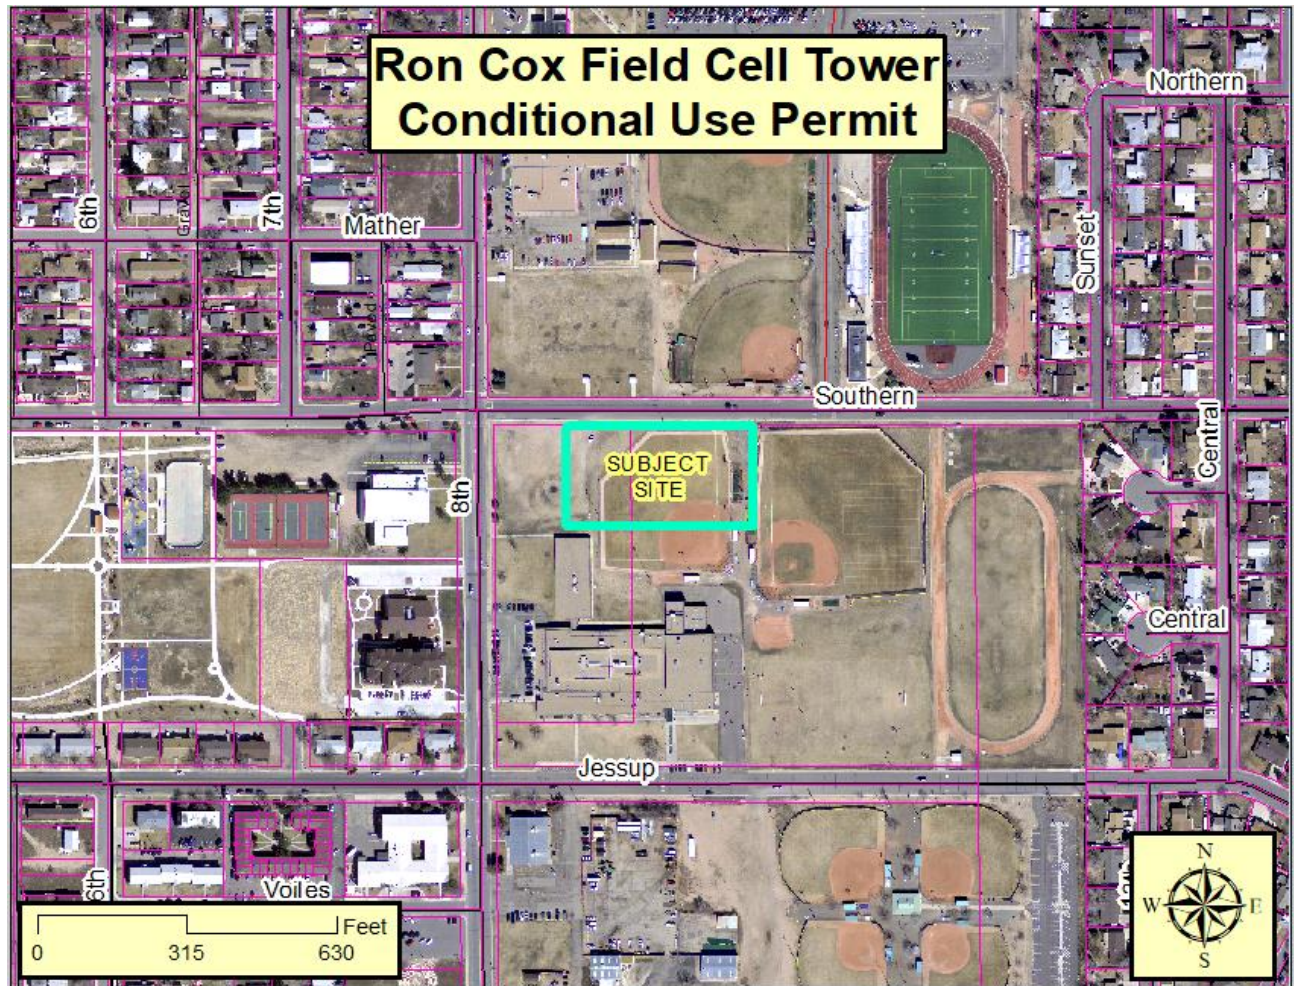 Ron Cox Field Cell Tower
Conditional Use Permit
Northern
6th
7th
Mather
Sunset
Southern
SUBJECT
SITE
8th
Central
Central
Jessup
6th
Voiles
Feet
0 315 630
N
W E
S